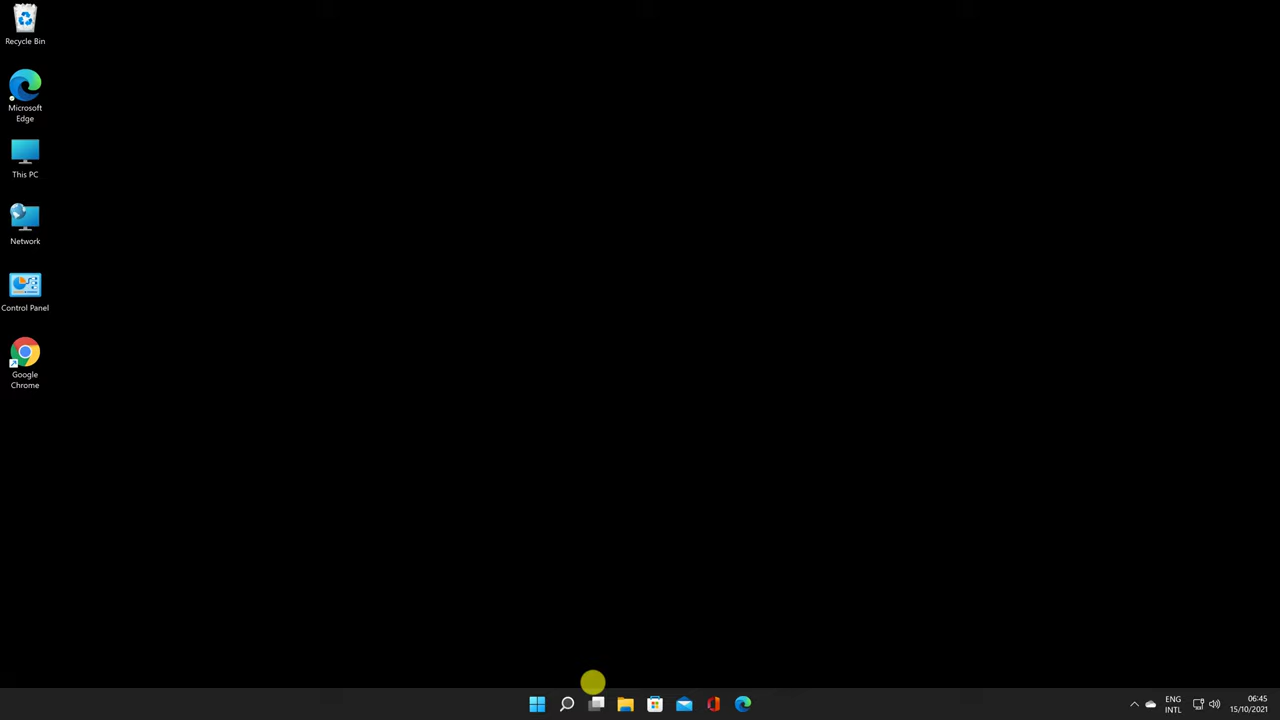 Recycle Bin
Microsoft
Edge
This PC
Network
Control Panel
Google
Chrome
ENG
INTL
06:45
15/10/2021